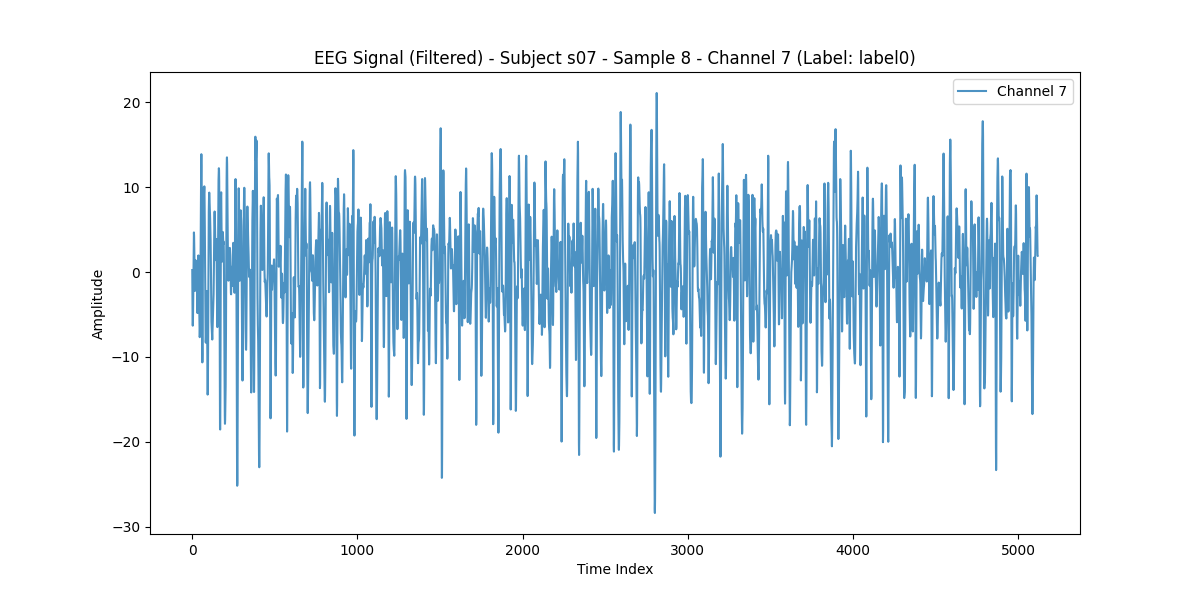 EEG Signal (Filtered) - Subject s07 - Sample 8 - Channel 7 (Label: label0)
Channel 7
20
10
0
−10
−20
−30
Amplitude
0 1000 2000 3000 4000 5000
Time Index